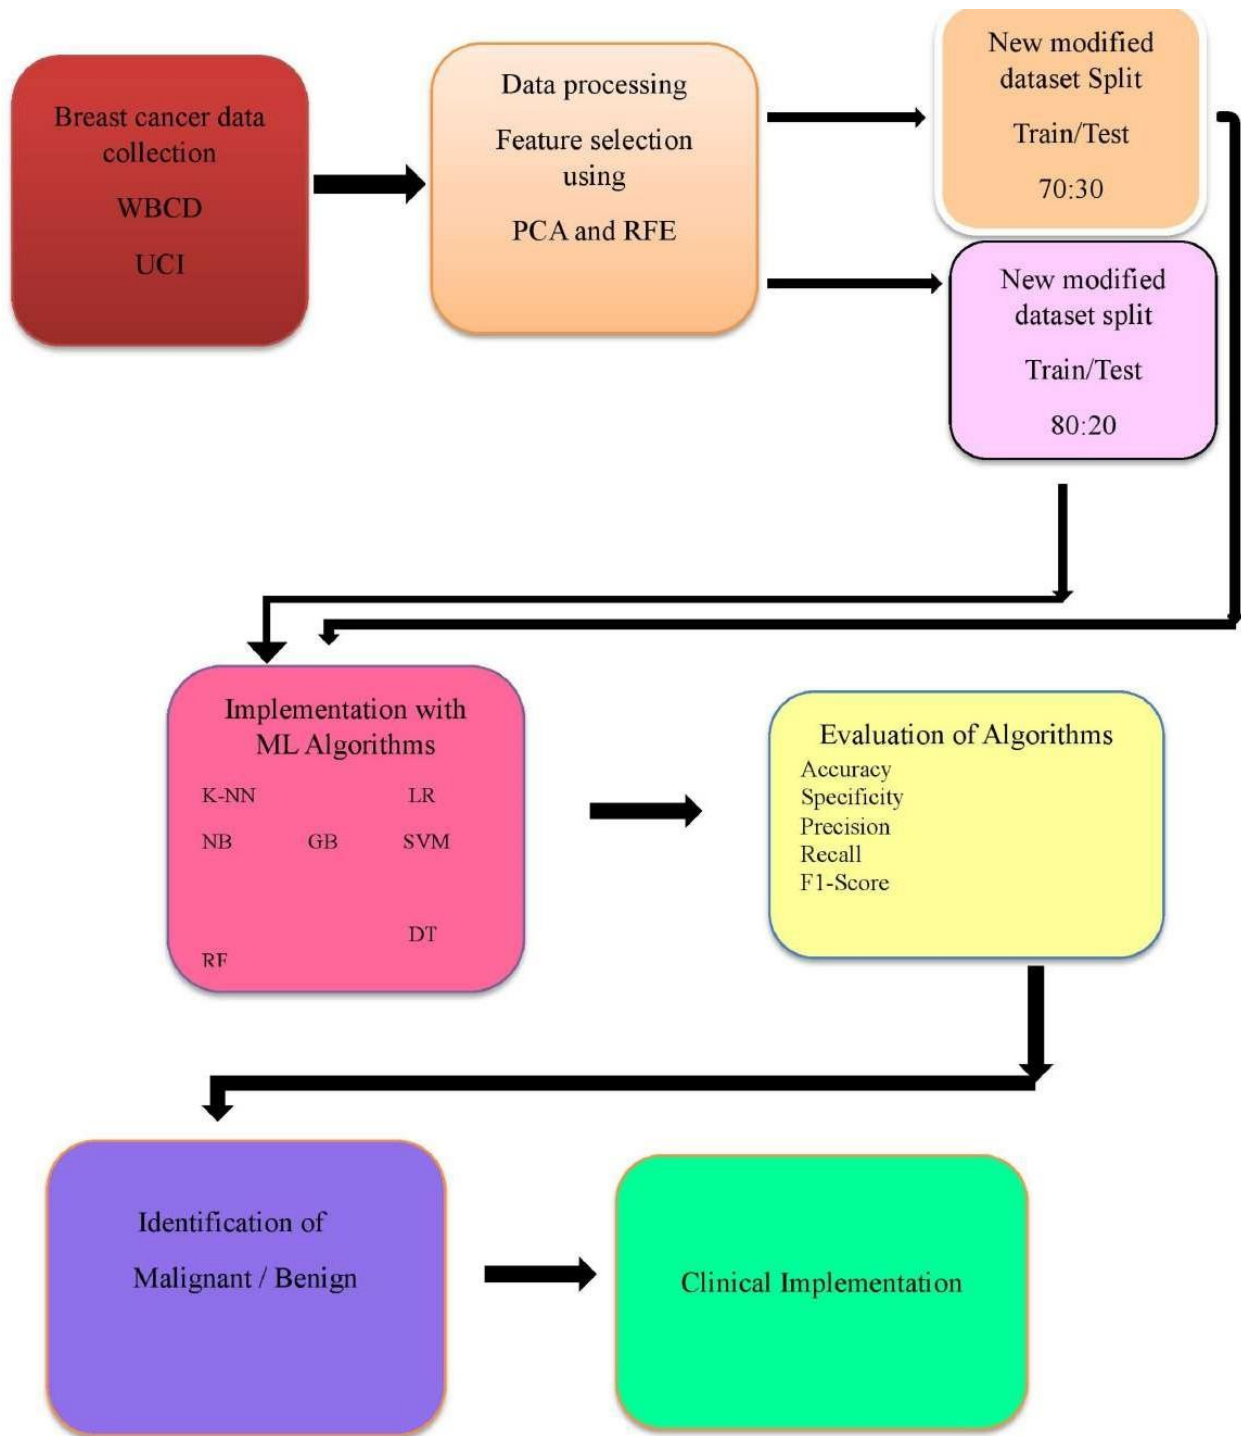 Breast cancer data
collection
WBCD
UCI
Data processing
Feature selection
using
PCA and RFE
New modified
dataset Split
Train/Test
70:30
New modified
dataset split
Train/Test
80:20
Implementation with
ML Algorithms
K-NN LR
NB GB SVM
DT
RF
Evaluation of Algorithms
Accuracy
Specificity
Precision
Recall
F1-Score
Identification of
Malignant / Benign
Clinical Implementation